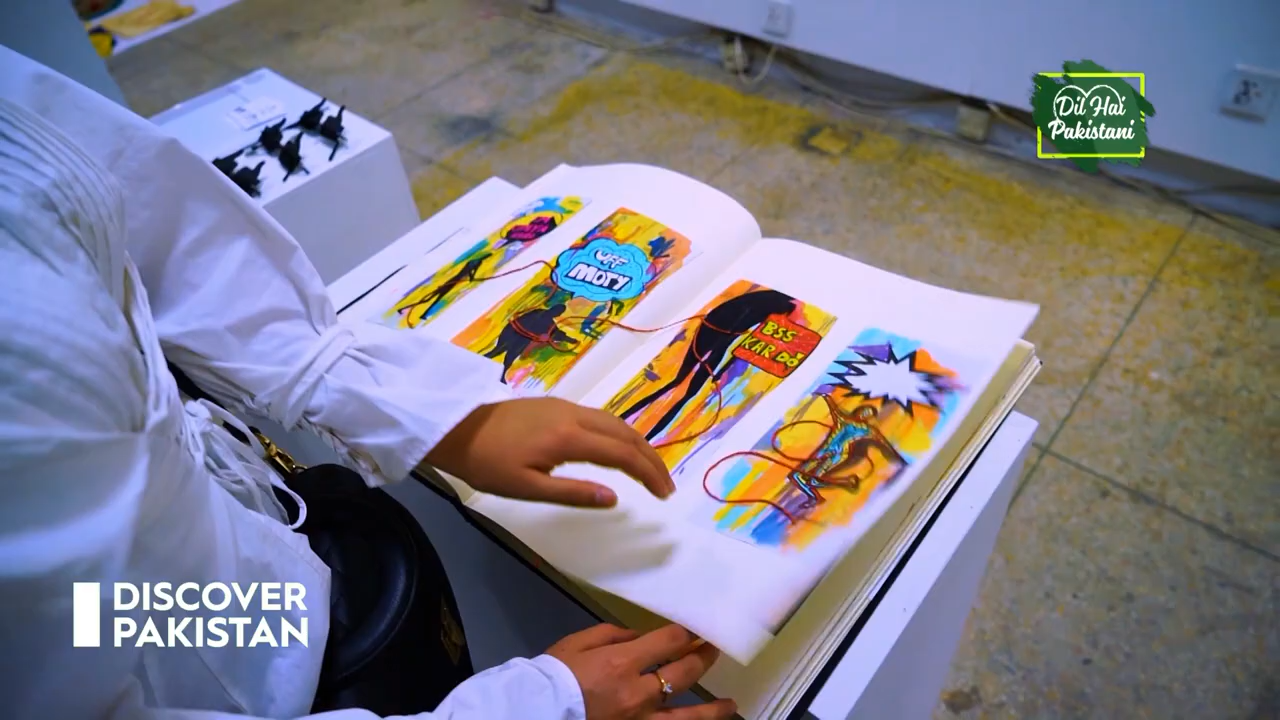 Dil Hai
Pakistani
UFF
MOTY
BSS
KAR DO!
DISCOVER
PAKISTAN